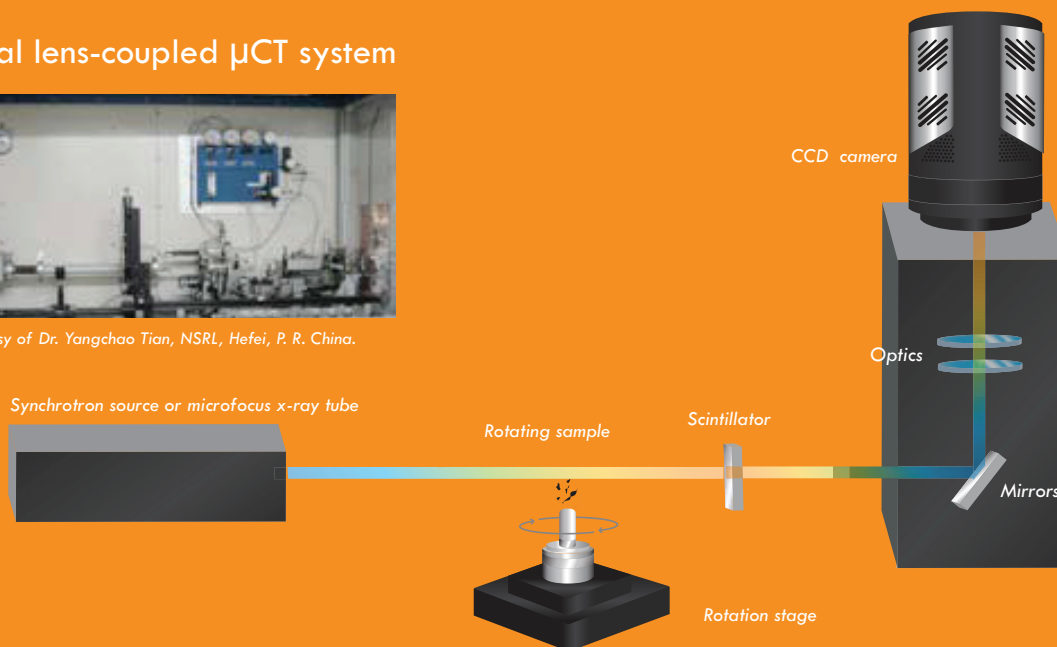 al lens-coupled µCT system
CCD camera
sy of Dr. Yangchao Tian, NSRL, Hefei, P. R. China.
Optics
Synchrotron source or microfocus x-ray tube
Scintillator
Rotating sample
Mirrors
Rotation stage